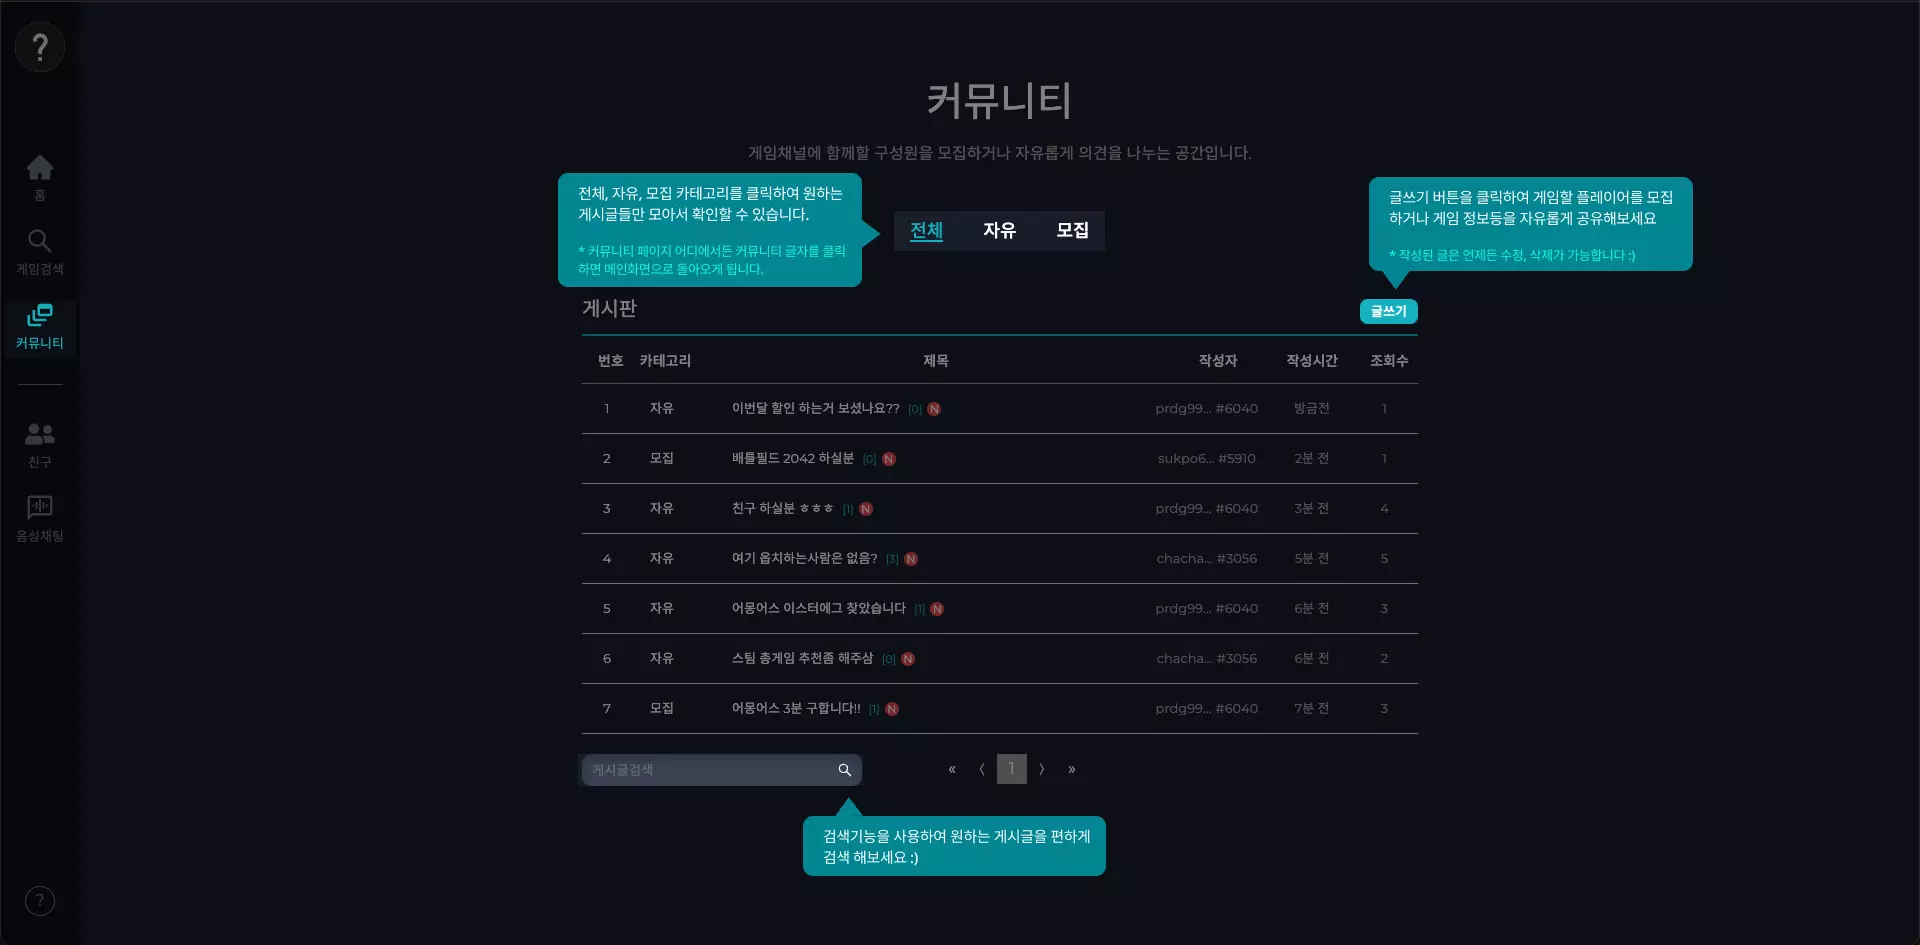 ?
홈
게임검색
커뮤니티
친구
음성채팅
?
커뮤니티
게임채널에 함께할 구성원을 모집하거나 자유롭게 의견을 나누는 공간입니다.
전체, 자유, 모집 카테고리를 클릭하여 원하는
게시글들만 모아서 확인할 수 있습니다.
* 커뮤니티 페이지 어디에서든 커뮤니티 글자를 클릭
하면 메인화면으로 돌아오게 됩니다.
전체 자유 모집
글쓰기 버튼을 클릭하여 게임할 플레이어를 모집
하거나 게임 정보등을 자유롭게 공유해보세요
* 작성된 글은 언제든 수정, 삭제가 가능합니다 :)
게시판
글쓰기
번호 카테고리 제목 작성자 작성시간 조회수
1 자유 이번달 할인 하는거 보셨나요?? [0] N prdg99... #6040 방금전 1
2 모집 배틀필드 2042 하실분 [0] N sukpo6... #5910 2분 전 1
3 자유 친구 하실분 ㅎㅎㅎ [1] N prdg99... #6040 3분 전 4
4 자유 여기 옵치하는사람은 없음? [3] N chacha... #3056 5분 전 5
5 자유 어몽어스 이스터에그 찾았습니다 [1] N prdg99... #6040 6분 전 3
6 자유 스팀 총게임 추천좀 해주삼 [0] N chacha... #3056 6분 전 2
7 모집 어몽어스 3분 구합니다!! [1] N prdg99... #6040 7분 전 3
게시글검색
« 〈 1 〉 »
검색기능을 사용하여 원하는 게시글을 편하게
검색 해보세요 :)